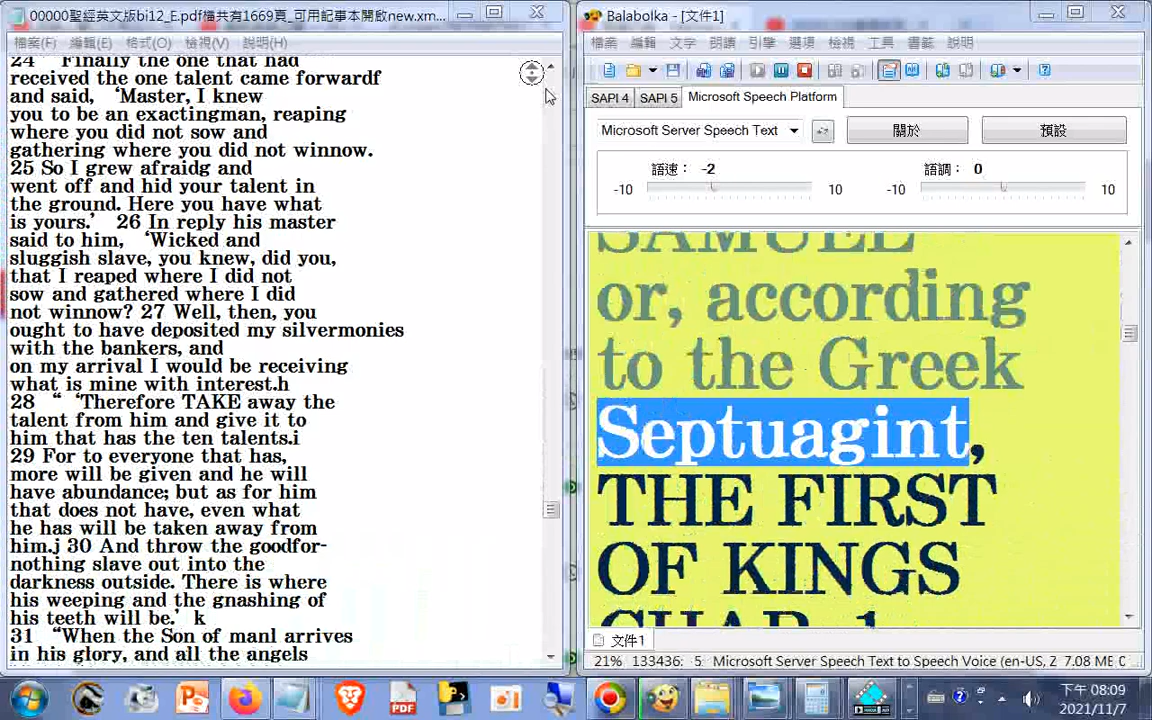 00000聖經英文版bi12_E.pdf檔共有1669頁_可用記事本開啟new.xm...
檔案(F) 編輯(E) 格式(O) 檢視(V) 說明(H)
24 Finally the one that had
received the one talent came forwardf
and said, ‘Master, I knew
you to be an exactingman, reaping
where you did not sow and
gathering where you did not winnow.
25 So I grew afraidg and
went off and hid your talent in
the ground. Here you have what
is yours.’ 26 In reply his master
said to him, ‘Wicked and
sluggish slave, you knew, did you,
that I reaped where I did not
sow and gathered where I did
not winnow? 27 Well, then, you
ought to have deposited my silvermonies
with the bankers, and
on my arrival I would be receiving
what is mine with interest.h
28 “ ‘Therefore TAKE away the
talent from him and give it to
him that has the ten talents.i
29 For to everyone that has,
more will be given and he will
have abundance; but as for him
that does not have, even what
he has will be taken away from
him.j 30 And throw the goodfor-
nothing slave out into the
darkness outside. There is where
his weeping and the gnashing of
his teeth will be.’ k
31 “When the Son of manl arrives
in his glory, and all the angels
Balabolka - [文件1]
檔案 編輯 文字 朗讀 引擎 選項 檢視 工具 書籤 說明
SAPI 4 SAPI 5 Microsoft Speech Platform
Microsoft Server Speech Text 關於 預設
語速: -2 語調: 0
-10 10 -10 10
SAMUEL
or, according
to the Greek
Septuagint,
THE FIRST
OF KINGS
CHAP. 1
文件1
21% 133436: 5 Microsoft Server Speech Text to Speech Voice (en-US, Z 7.08 MB
PDF
下午 08:09
2021/11/7